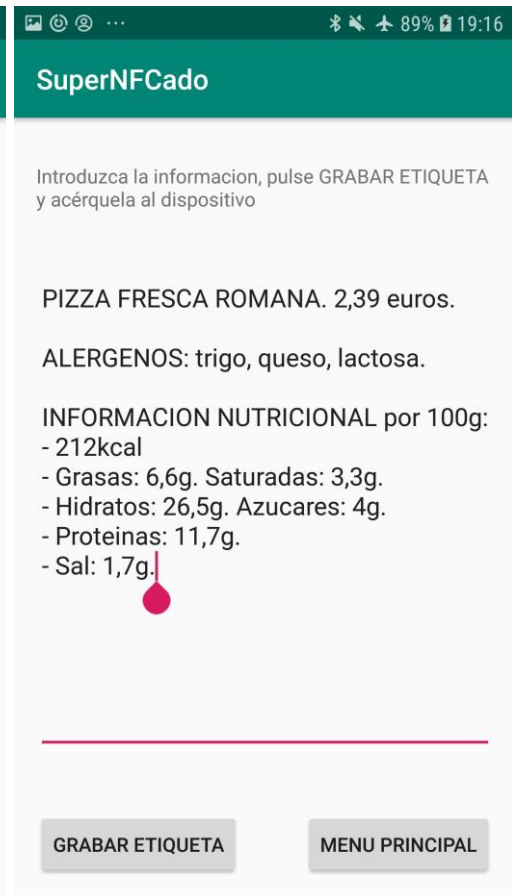 89% 19:16
SuperNFCado
Introduzca la informacion, pulse GRABAR ETIQUETA
y acérquela al dispositivo
PIZZA FRESCA ROMANA. 2,39 euros.
ALERGENOS: trigo, queso, lactosa.
INFORMACION NUTRICIONAL por 100g:
- 212kcal
- Grasas: 6,6g. Saturadas: 3,3g.
- Hidratos: 26,5g. Azucares: 4g.
- Proteinas: 11,7g.
- Sal: 1,7g.
GRABAR ETIQUETA MENU PRINCIPAL